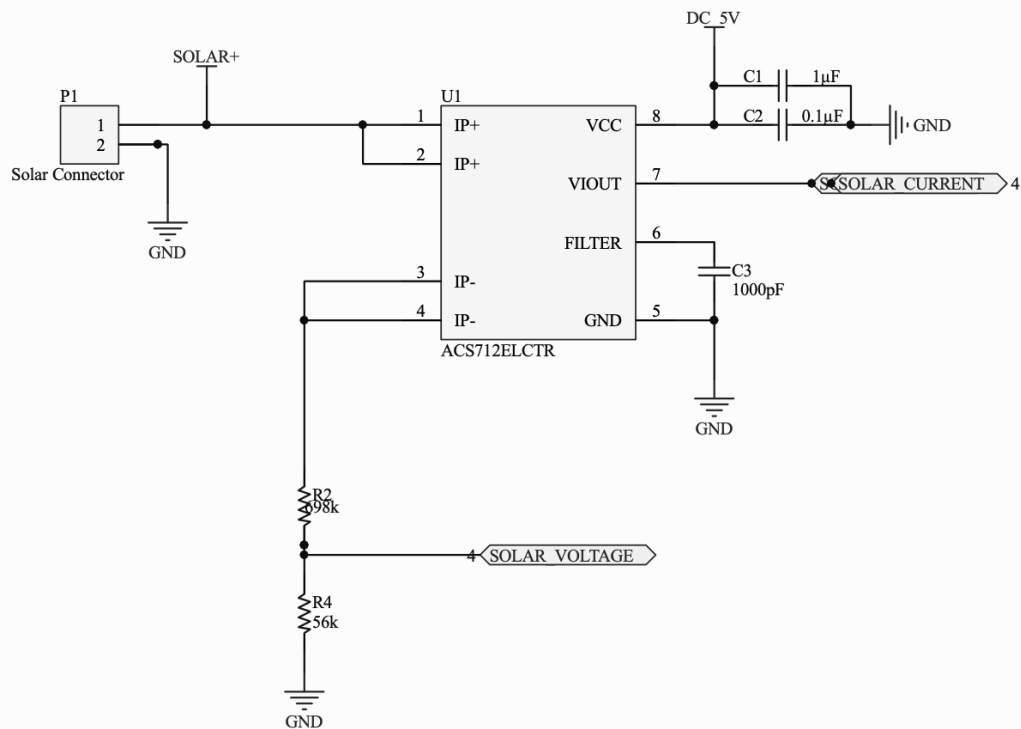 DC_5V
SOLAR+
C1 1µF
P1
U1
1
2
Solar Connector
1 IP+
2 IP+
3 IP-
4 IP-
VCC 8
VIOUT 7
FILTER 6
GND 5
ACS712ELCTR
C2 0.1µF
GND
SOLAR_CURRENT 4
GND
C3
1000pF
GND
R2
698k
4 SOLAR_VOLTAGE
R4
56k
GND